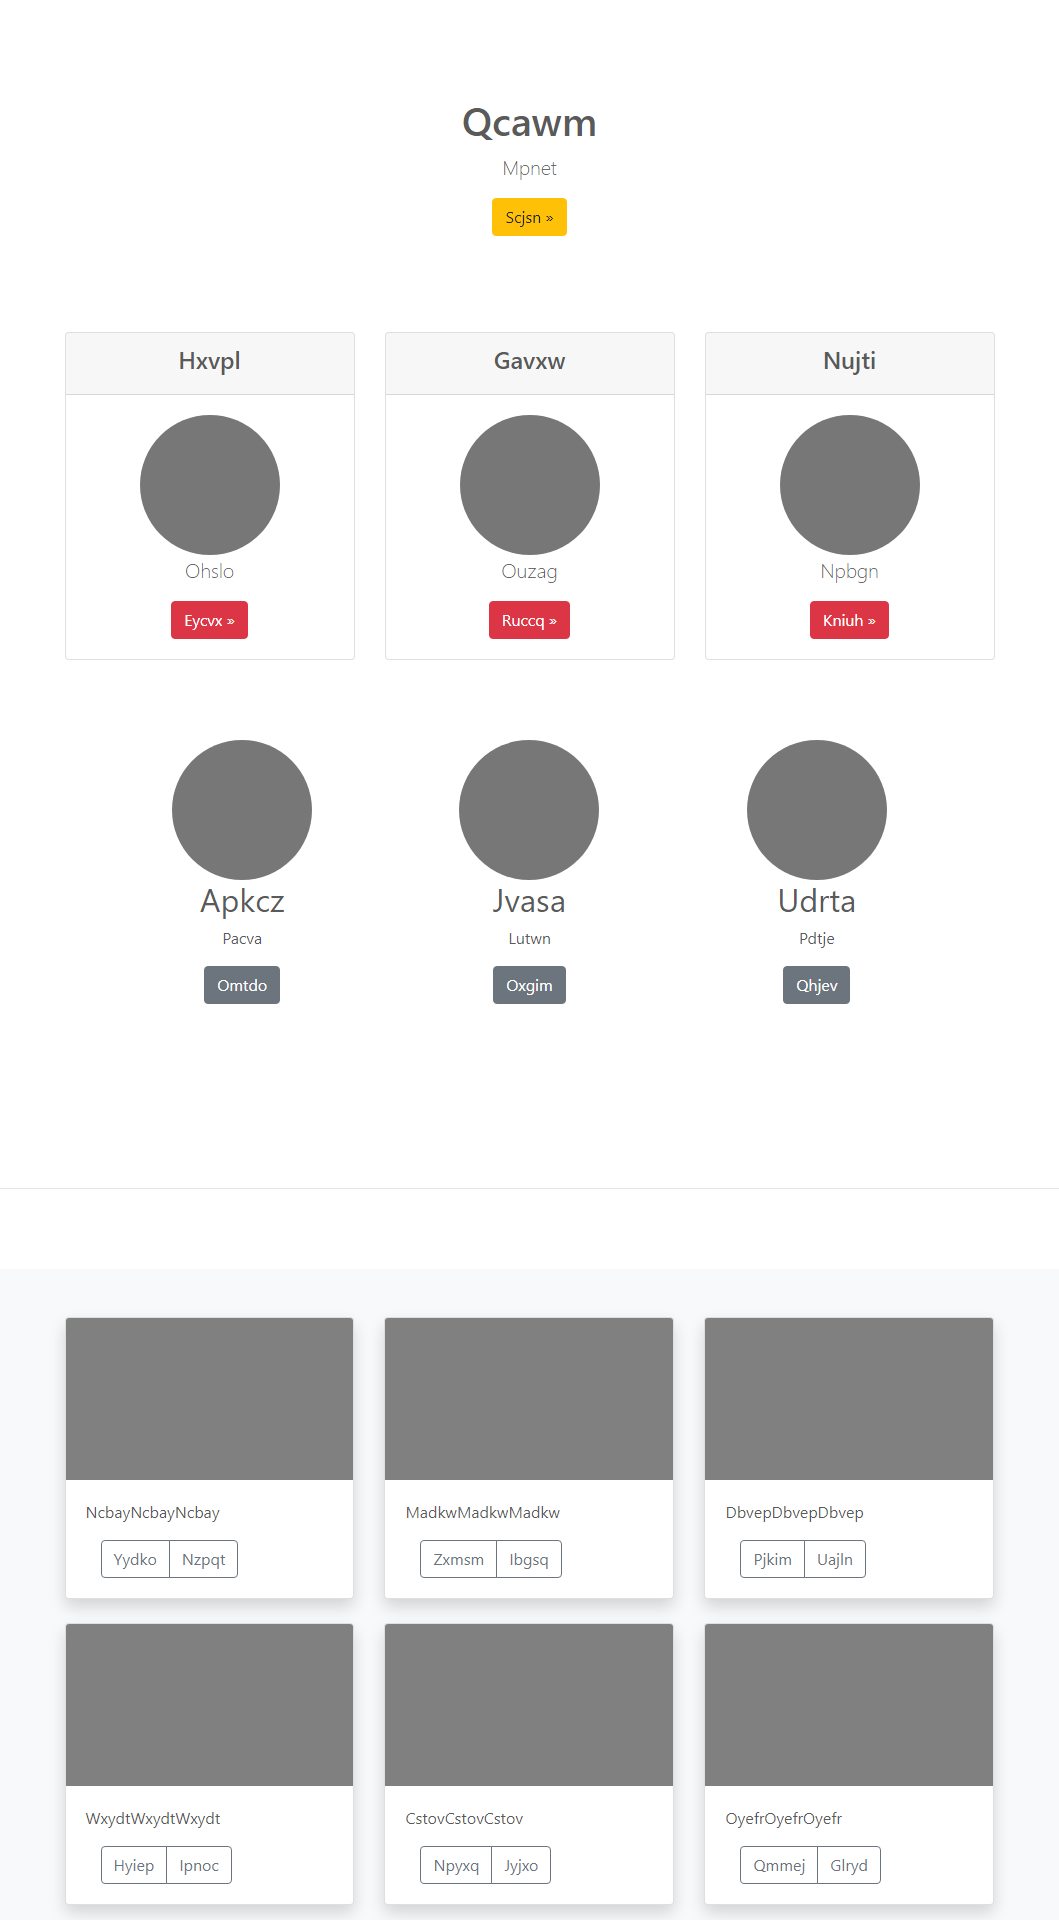 Qcawm
Mpnet
Scjsn »
Hxvpl
Gavxw
Nujti
Ohslo
Ouzag
Npbgn
Eycvx »
Ruccq »
Kniuh »
Apkcz
Jvasa
Udrta
Pacva
Lutwn
Pdtje
Omtdo
Oxgim
Qhjev
NcbayNcbayNcbay
MadkwMadkwMadkw
DbvepDbvepDbvep
Yydko Nzpqt
Zxmsm Ibgsq
Pjkim Uajln
WxydtWxydtWxydt
CstovCstovCstov
OyefrOyefrOyefr
Hyiep Ipnoc
Npyxq Jyjxo
Qmmej Glryd